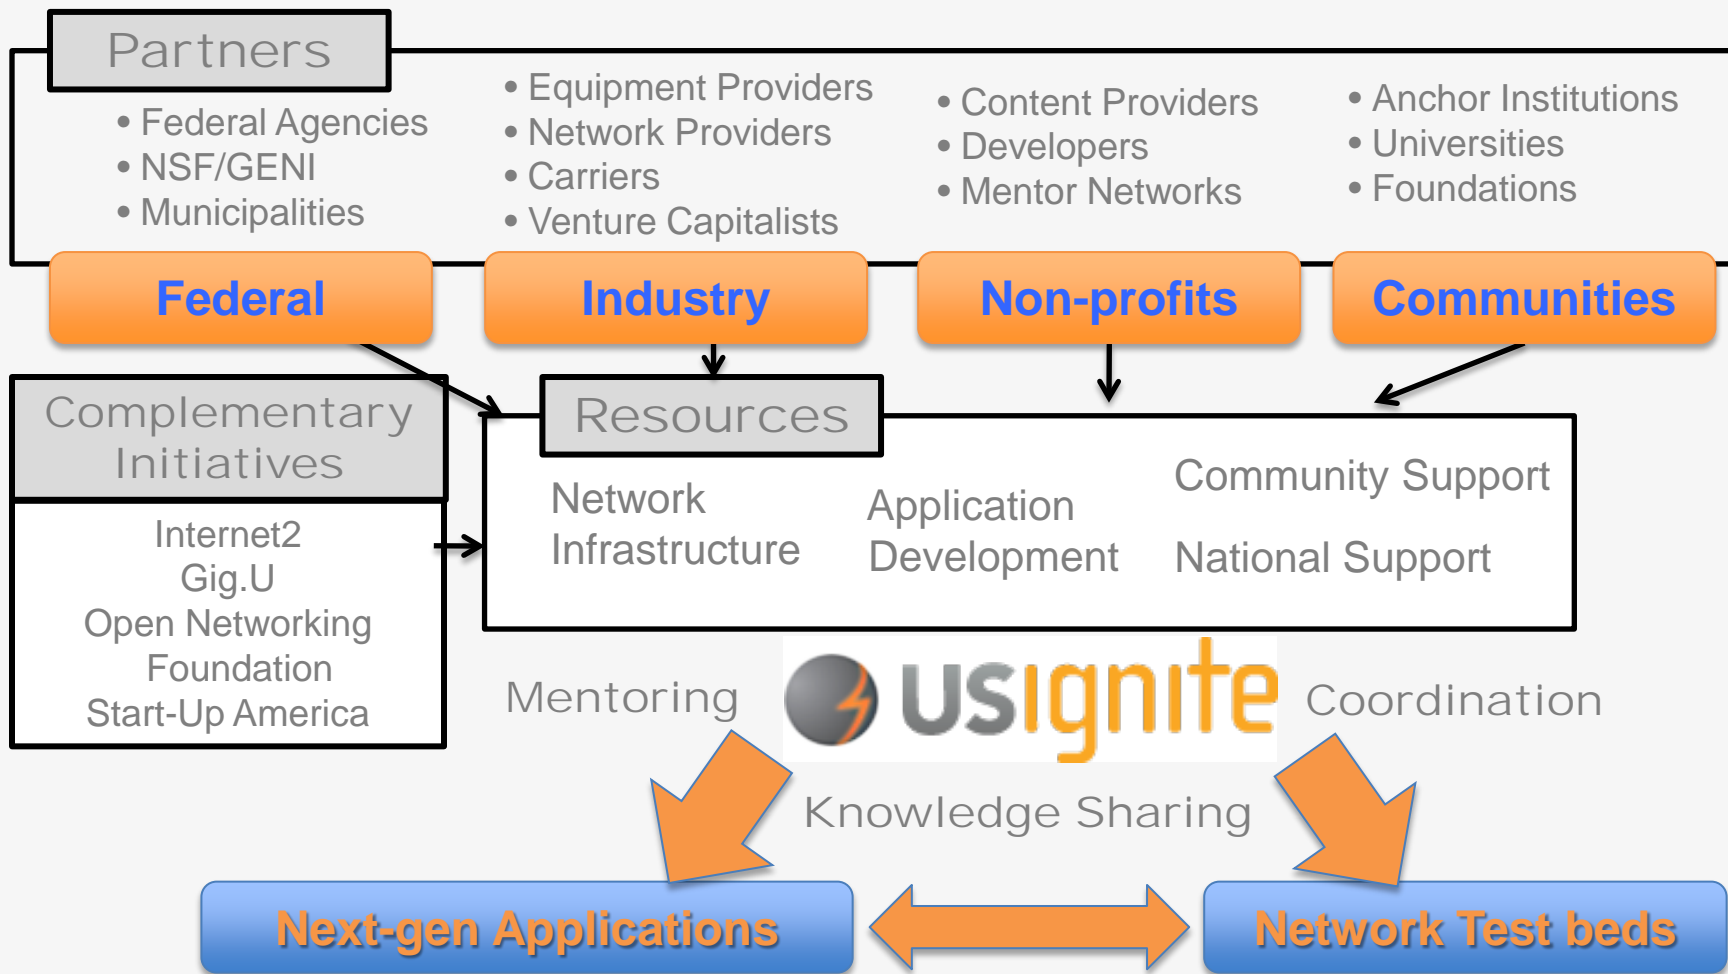 Partners
• Federal Agencies
• NSF/GENI
• Municipalities
• Equipment Providers
• Network Providers
• Carriers
• Venture Capitalists
• Content Providers
• Developers
• Mentor Networks
• Anchor Institutions
• Universities
• Foundations
Federal
Industry
Non-profits
Communities
Complementary
Initiatives
Internet2
Gig.U
Open Networking
Foundation
Start-Up America
Resources
Network
Infrastructure
Application
Development
Community Support
National Support
Mentoring
usignite
Coordination
Knowledge Sharing
Next-gen Applications
Network Test beds